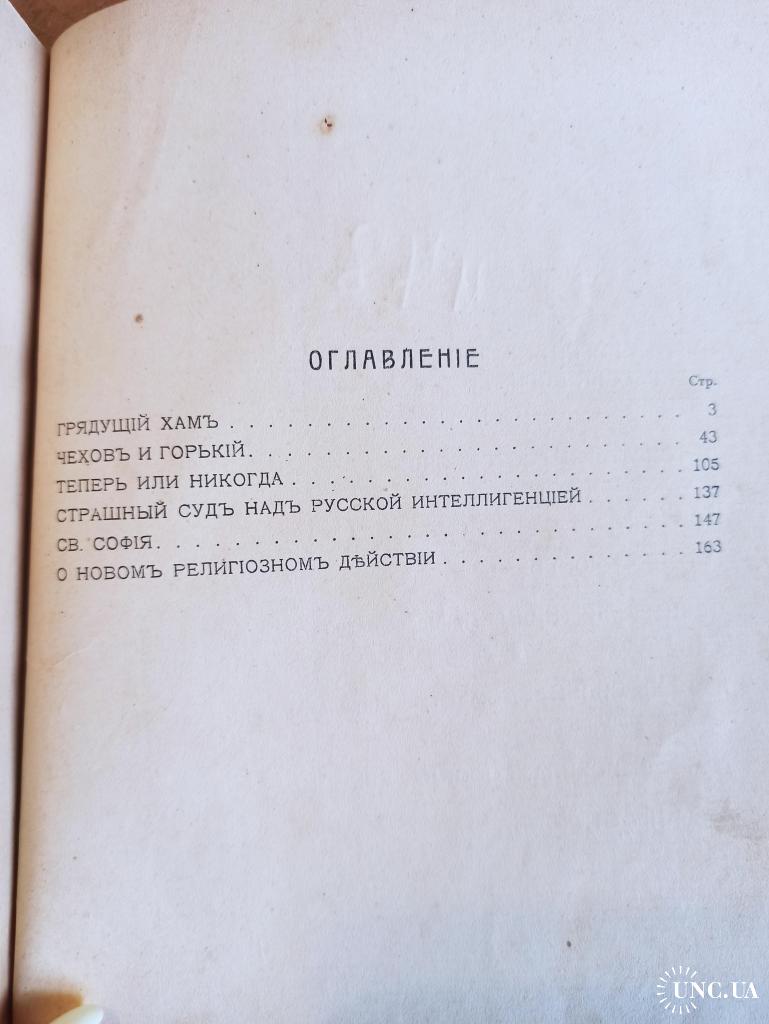 ОГЛАВЛЕНІЕ
Стр.
ГРЯДУЩІЙ ХАМЪ . . . . . . . . . . . . . . . . . . . . . . . . 3
ЧЕХОВЪ И ГОРЬКІЙ. . . . . . . . . . . . . . . . . . . . . . . 43
ТЕПЕРЬ ИЛИ НИКОГДА . . . . . . . . . . . . . . . . . . . . . 105
СТРАШНЫЙ СУДЪ НАДЪ РУССКОЙ ИНТЕЛЛИГЕНЦІЕЙ . . . . . . 137
СВ. СОФІЯ. . . . . . . . . . . . . . . . . . . . . . . . . . . . 147
О НОВОМЪ РЕЛИГІОЗНОМЪ ДѢЙСТВІИ . . . . . . . . . . . . . 163
UNC.UA